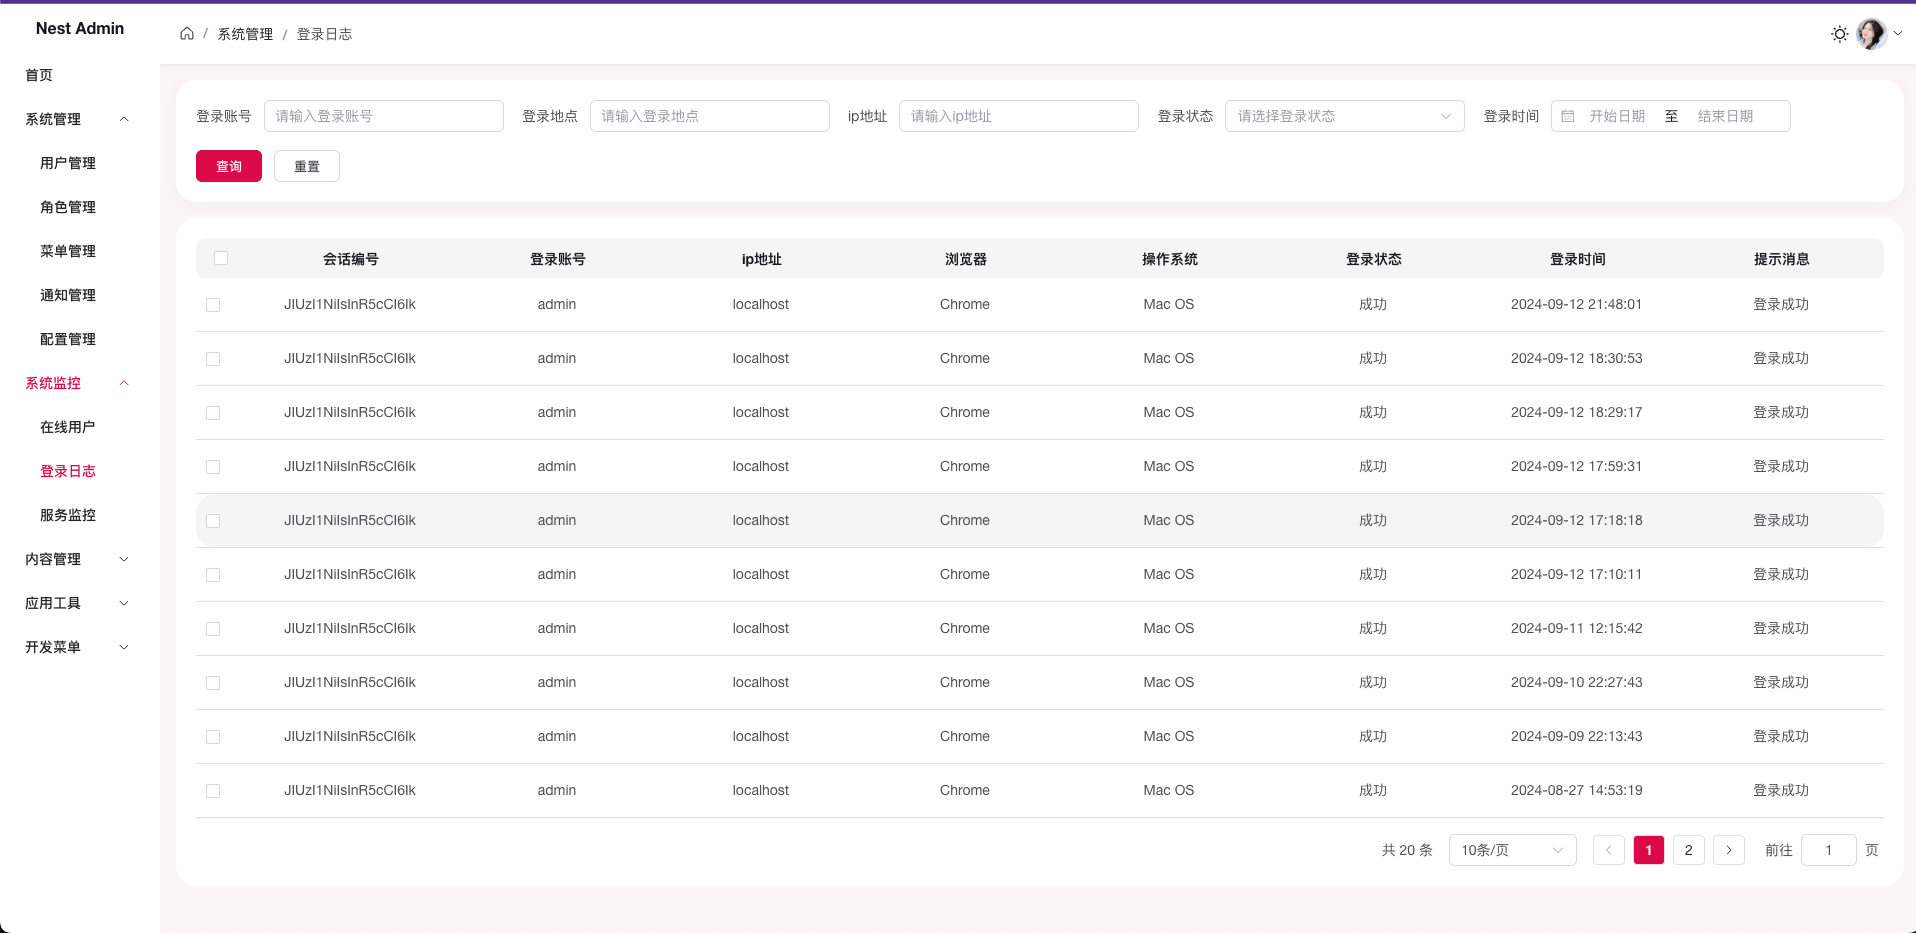 Nest Admin
首页
系统管理
用户管理
角色管理
菜单管理
通知管理
配置管理
系统监控
在线用户
登录日志
服务监控
内容管理
应用工具
开发菜单
/ 系统管理 / 登录日志
登录账号 请输入登录账号 登录地点 请输入登录地点 ip地址 请输入ip地址 登录状态 请选择登录状态 登录时间 开始日期 至 结束日期
查询 重置
会话编号 登录账号 ip地址 浏览器 操作系统 登录状态 登录时间 提示消息
JIUzI1NiIsInR5cCI6Ik admin localhost Chrome Mac OS 成功 2024-09-12 21:48:01 登录成功
JIUzI1NiIsInR5cCI6Ik admin localhost Chrome Mac OS 成功 2024-09-12 18:30:53 登录成功
JIUzI1NiIsInR5cCI6Ik admin localhost Chrome Mac OS 成功 2024-09-12 18:29:17 登录成功
JIUzI1NiIsInR5cCI6Ik admin localhost Chrome Mac OS 成功 2024-09-12 17:59:31 登录成功
JIUzI1NiIsInR5cCI6Ik admin localhost Chrome Mac OS 成功 2024-09-12 17:18:18 登录成功
JIUzI1NiIsInR5cCI6Ik admin localhost Chrome Mac OS 成功 2024-09-12 17:10:11 登录成功
JIUzI1NiIsInR5cCI6Ik admin localhost Chrome Mac OS 成功 2024-09-11 12:15:42 登录成功
JIUzI1NiIsInR5cCI6Ik admin localhost Chrome Mac OS 成功 2024-09-10 22:27:43 登录成功
JIUzI1NiIsInR5cCI6Ik admin localhost Chrome Mac OS 成功 2024-09-09 22:13:43 登录成功
JIUzI1NiIsInR5cCI6Ik admin localhost Chrome Mac OS 成功 2024-08-27 14:53:19 登录成功
共 20 条 10条/页 1 2 前往 1 页